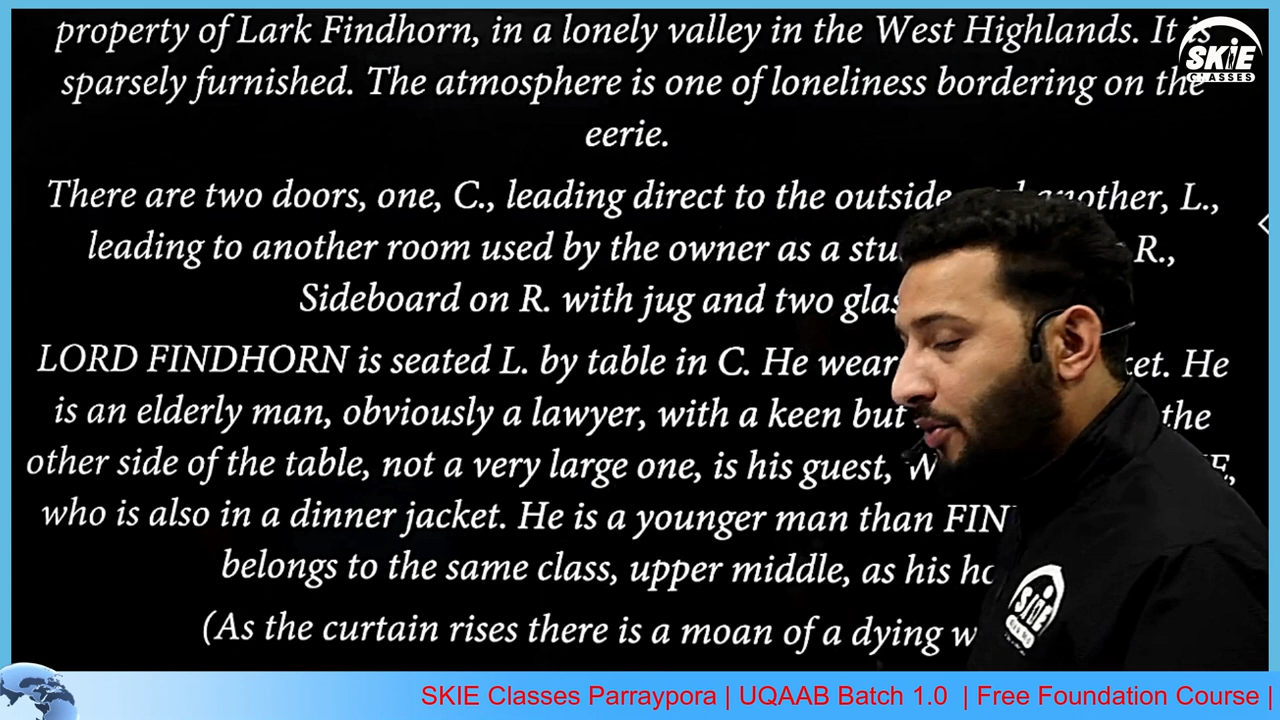 property of Lark Findhorn, in a lonely valley in the West Highlands. It is
sparsely furnished. The atmosphere is one of loneliness bordering on the
eerie.
There are two doors, one, C., leading direct to the outside another, L.,
leading to another room used by the owner as a R.,
Sideboard on R. with jug and two
LORD FINDHORN is seated L. by table in C. He He
is an elderly man, obviously a lawyer, with a keen but the
other side of the table, not a very large one, is his guest,
who is also in a dinner jacket. He is a younger man than
belongs to the same class, upper middle, as his
(As the curtain rises there is a moan of a dying
SKIE
CLASSES
SKIE
SKIE Classes Parraypora | UQAAB Batch 1.0 | Free Foundation Course |